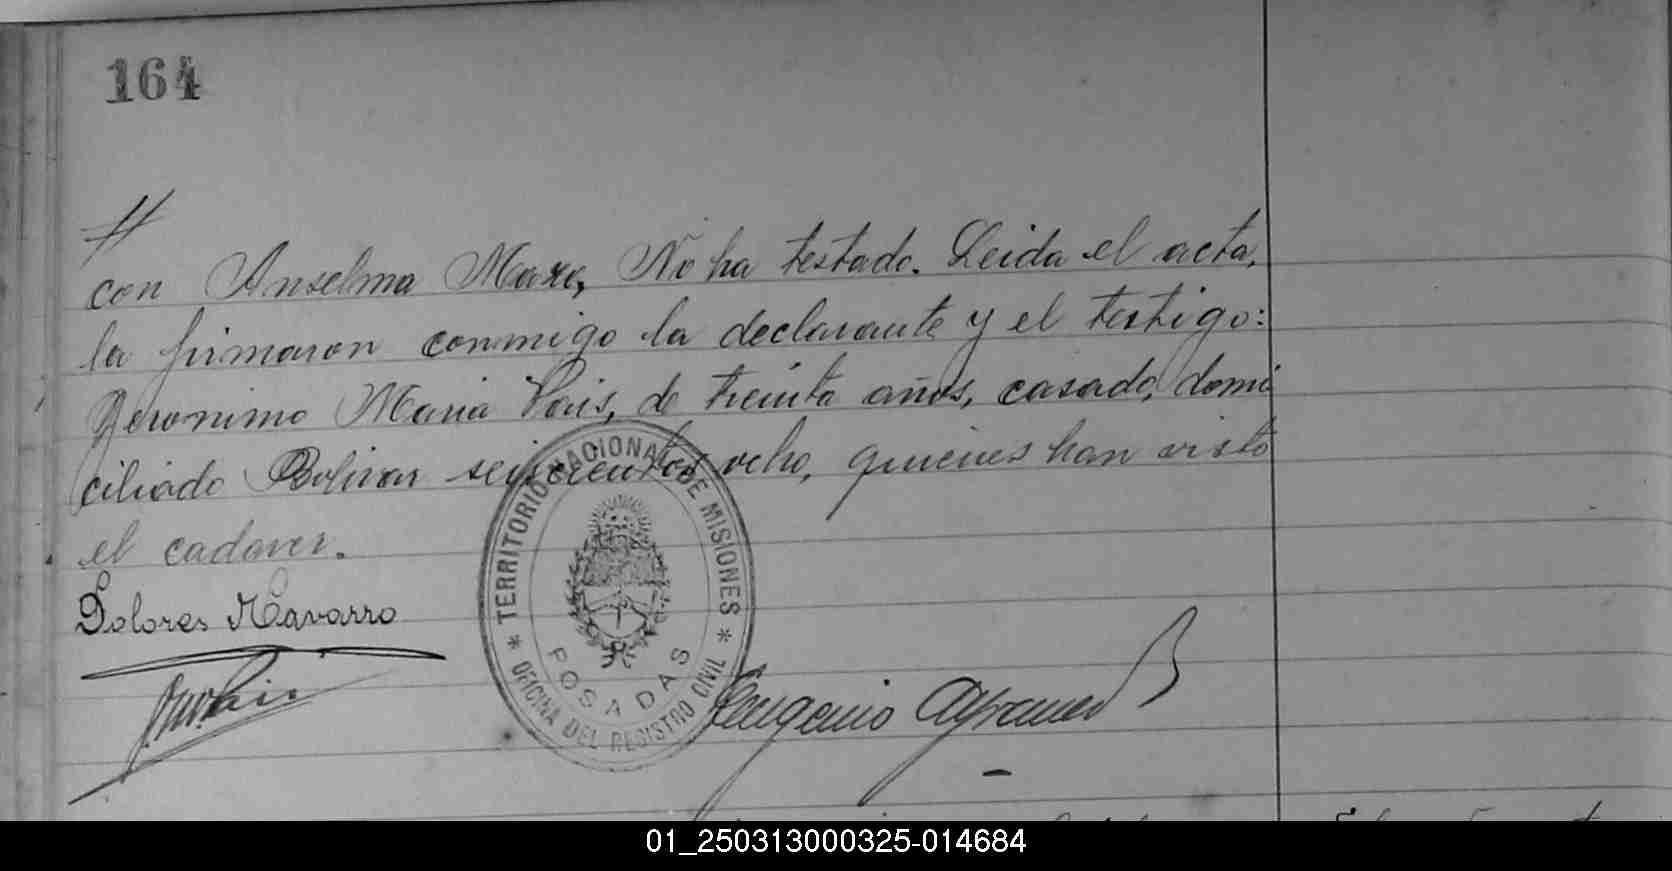 164
//
con Anselma Maxe, No ha testado. Leida el acta,
la firmaron conmigo la declarante y el testigo:
Jeronimo Maria Pais, de treinta años, casado, domi
ciliado Bolivar seiscientos ocho, quienes han visto
el cadaver.
Dolores Navarro
TERRITORIO NACIONAL DE MISIONES
POSADAS
* OFICINA DEL REGISTRO CIVIL *
Eugenio
01_250313000325-014684